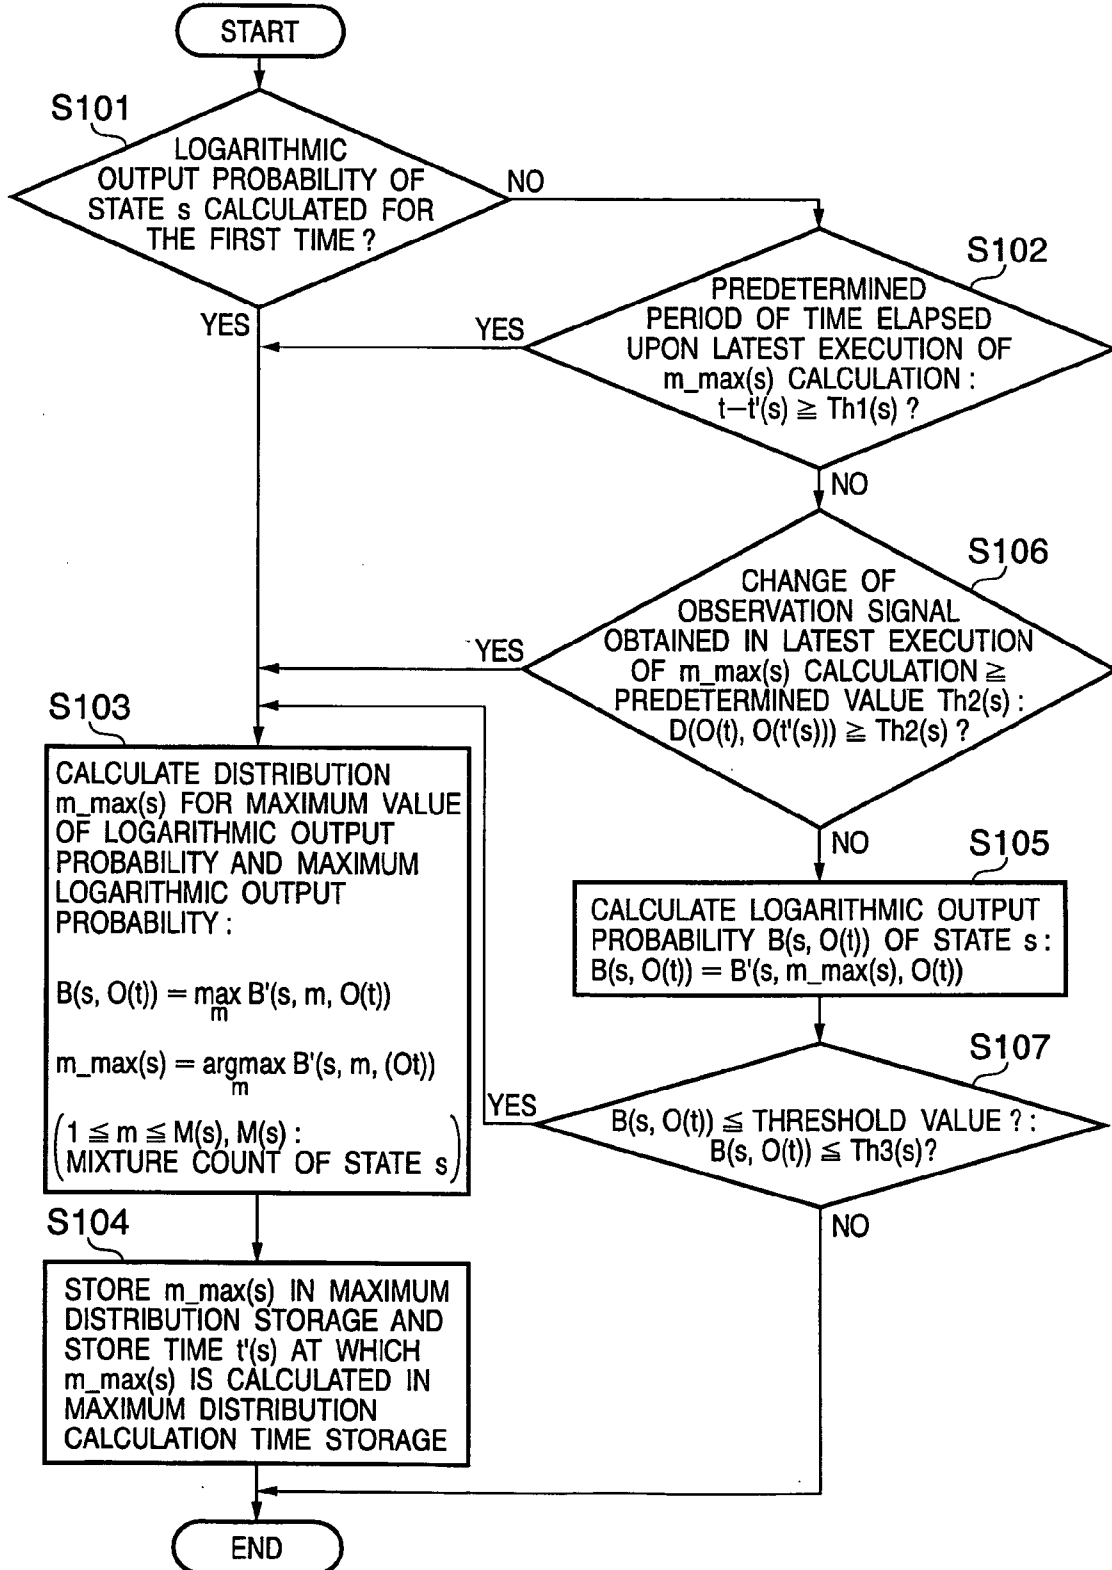 START
S101
LOGARITHMIC
OUTPUT PROBABILITY OF
STATE s CALCULATED FOR
THE FIRST TIME ?
NO
YES
S102
PREDETERMINED
PERIOD OF TIME ELAPSED
UPON LATEST EXECUTION OF
m_max(s) CALCULATION :
t–t'(s) ≧ Th1(s) ?
YES
NO
S106
CHANGE OF
OBSERVATION SIGNAL
OBTAINED IN LATEST EXECUTION
OF m_max(s) CALCULATION ≧
PREDETERMINED VALUE Th2(s) :
D(O(t), O(t'(s))) ≧ Th2(s) ?
YES
NO
S103
CALCULATE DISTRIBUTION
m_max(s) FOR MAXIMUM VALUE
OF LOGARITHMIC OUTPUT
PROBABILITY AND MAXIMUM
LOGARITHMIC OUTPUT
PROBABILITY :
B(s, O(t)) = max B'(s, m, O(t))
m
m_max(s) = argmax B'(s, m, (Ot))
m
(1 ≦ m ≦ M(s), M(s) :
MIXTURE COUNT OF STATE s)
S105
CALCULATE LOGARITHMIC OUTPUT
PROBABILITY B(s, O(t)) OF STATE s :
B(s, O(t)) = B'(s, m_max(s), O(t))
S107
B(s, O(t)) ≦ THRESHOLD VALUE ? :
B(s, O(t)) ≦ Th3(s)?
YES
NO
S104
STORE m_max(s) IN MAXIMUM
DISTRIBUTION STORAGE AND
STORE TIME t'(s) AT WHICH
m_max(s) IS CALCULATED IN
MAXIMUM DISTRIBUTION
CALCULATION TIME STORAGE
END